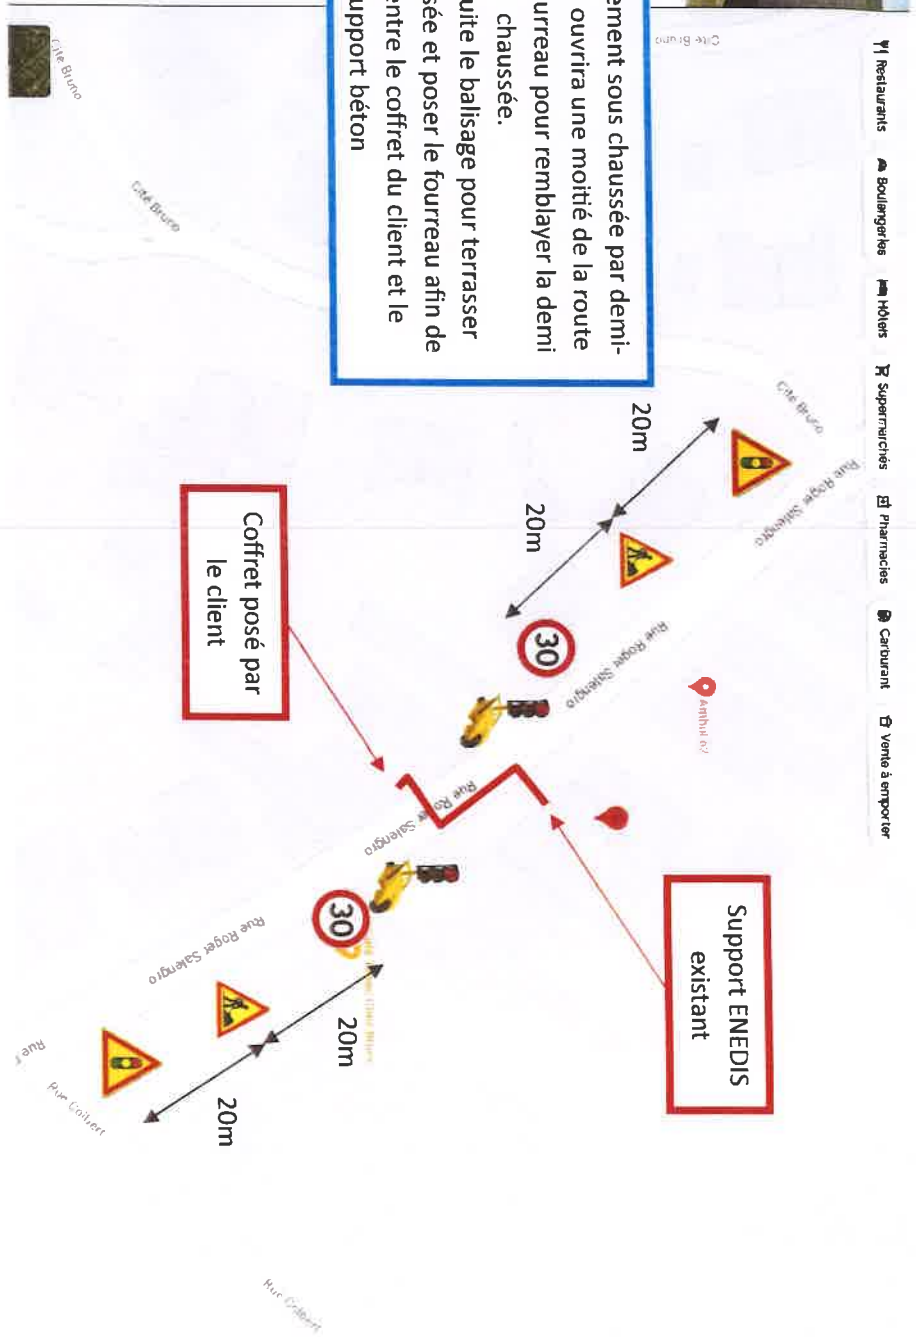 Restaurants
Boulangeries
Hôtels
Supermarchés
Pharmacies
Carburant
Vente à emporter
Support ENEDIS
existant
ement sous chaussée par demi-
ouvrira une moitié de la route
urreau pour remblayer la demi
chaussée.
uite le balisage pour terrasser
sée et poser le fourreau afin de
entre le coffret du client et le
upport béton
Cité Bruno
Cité Bruno
Cité Bruno
Cité Bruno
Rue Roger Salengro
Rue Roger Salengro
Rue Roger Salengro
Rue Roger Salengro
20m
20m
30
30
20m
20m
Coffret posé par
le client
Rue
Rue Colbert
Rue Colbert